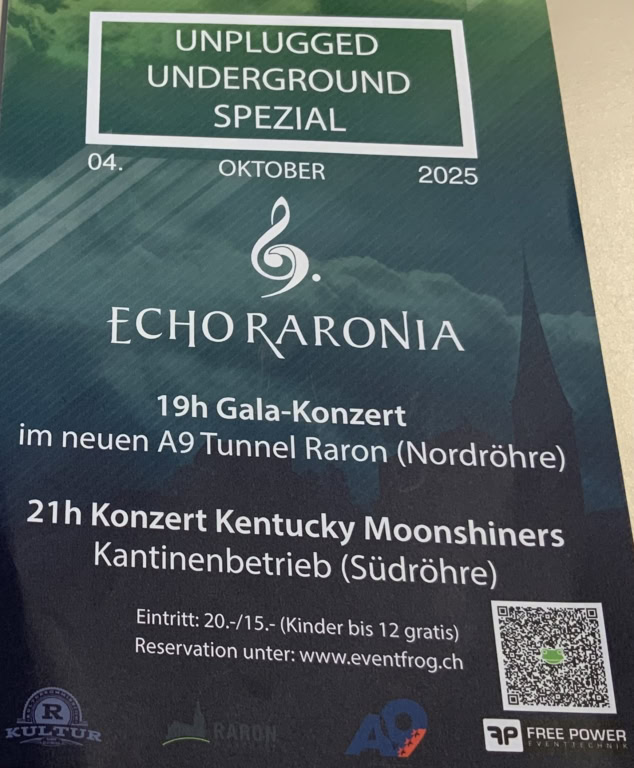 UNPLUGGED
UNDERGROUND
SPEZIAL
04. OKTOBER 2025
ECHO RARONIA
19h Gala-Konzert
im neuen A9 Tunnel Raron (Nordröhre)
21h Konzert Kentucky Moonshiners
Kantinenbetrieb (Südröhre)
Eintritt: 20.-/15.- (Kinder bis 12 gratis)
Reservation unter: www.eventfrog.ch
R
KULTUR
RARON
A9
FP FREE POWER
EVENTTECHNIK